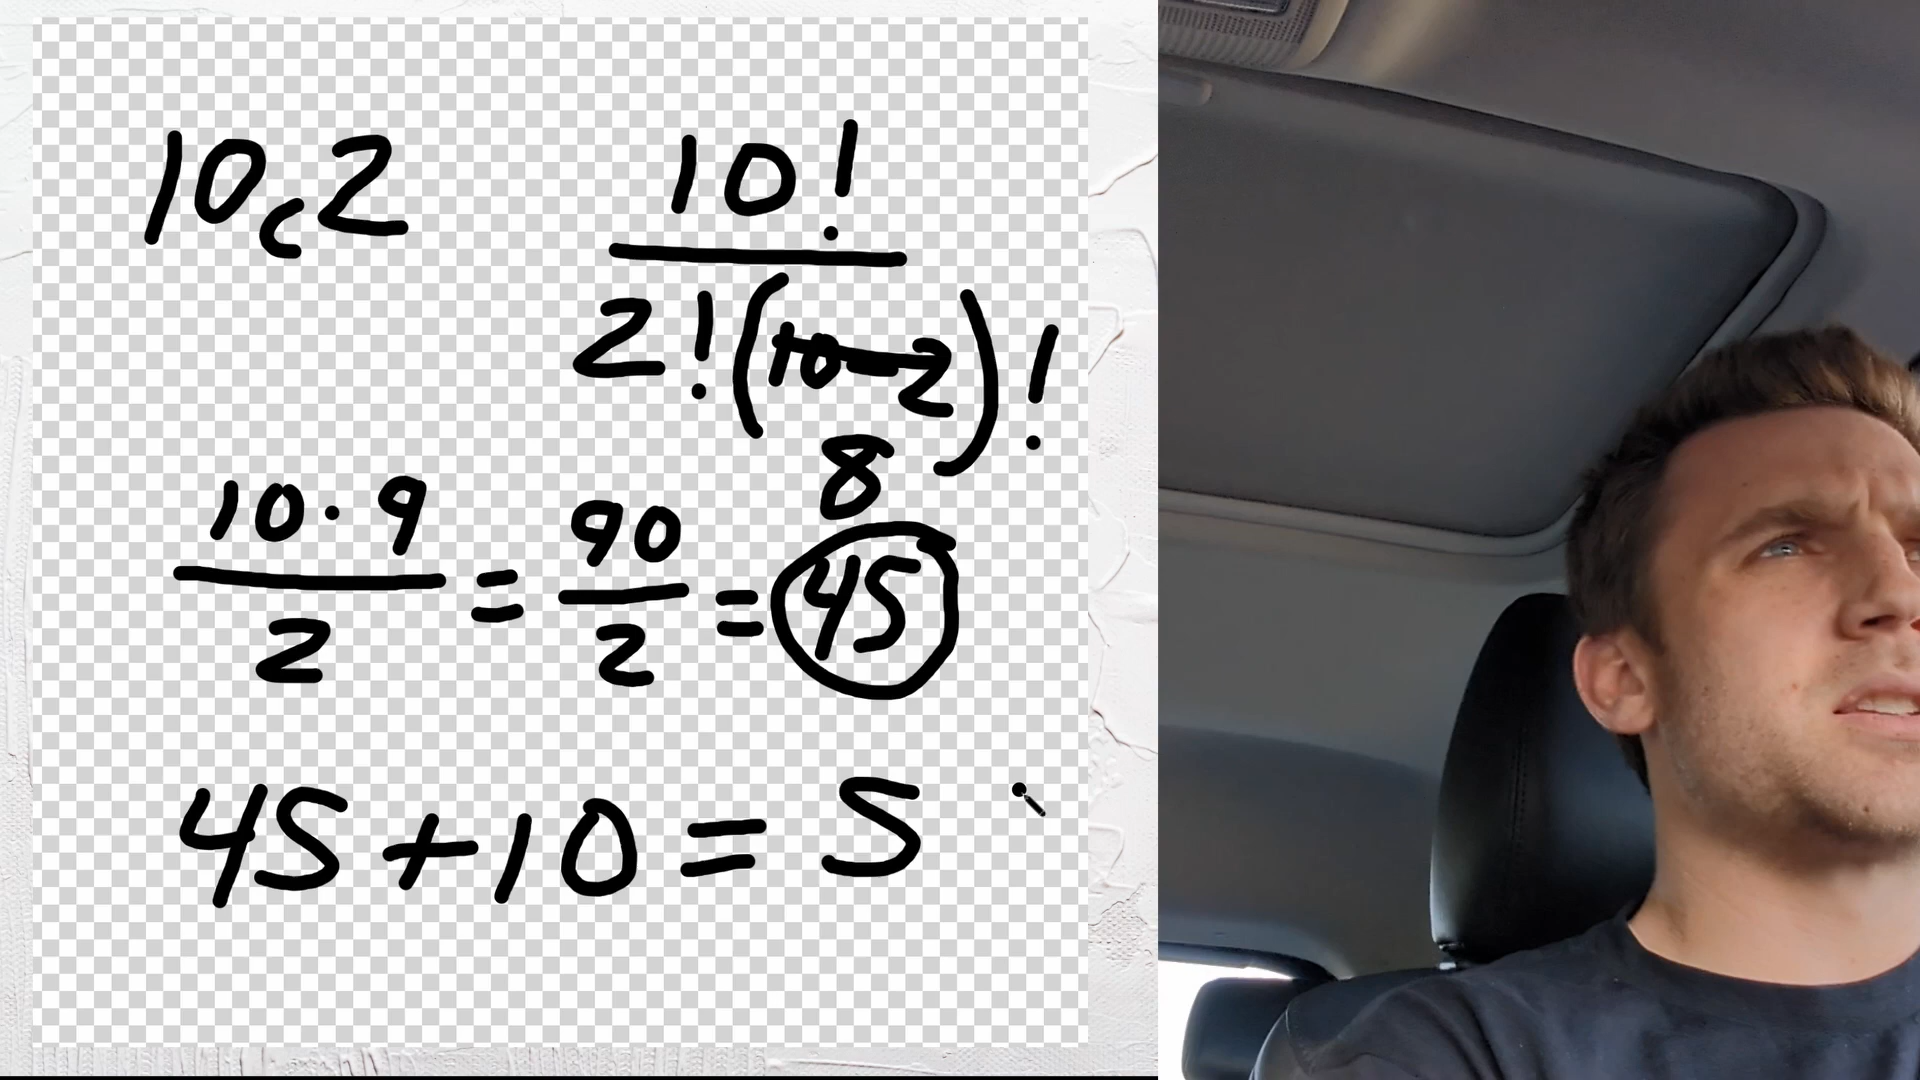 10c2
10!
2!(10-2)!
8
10·9/2 = 90/2 = 45
45+10=5